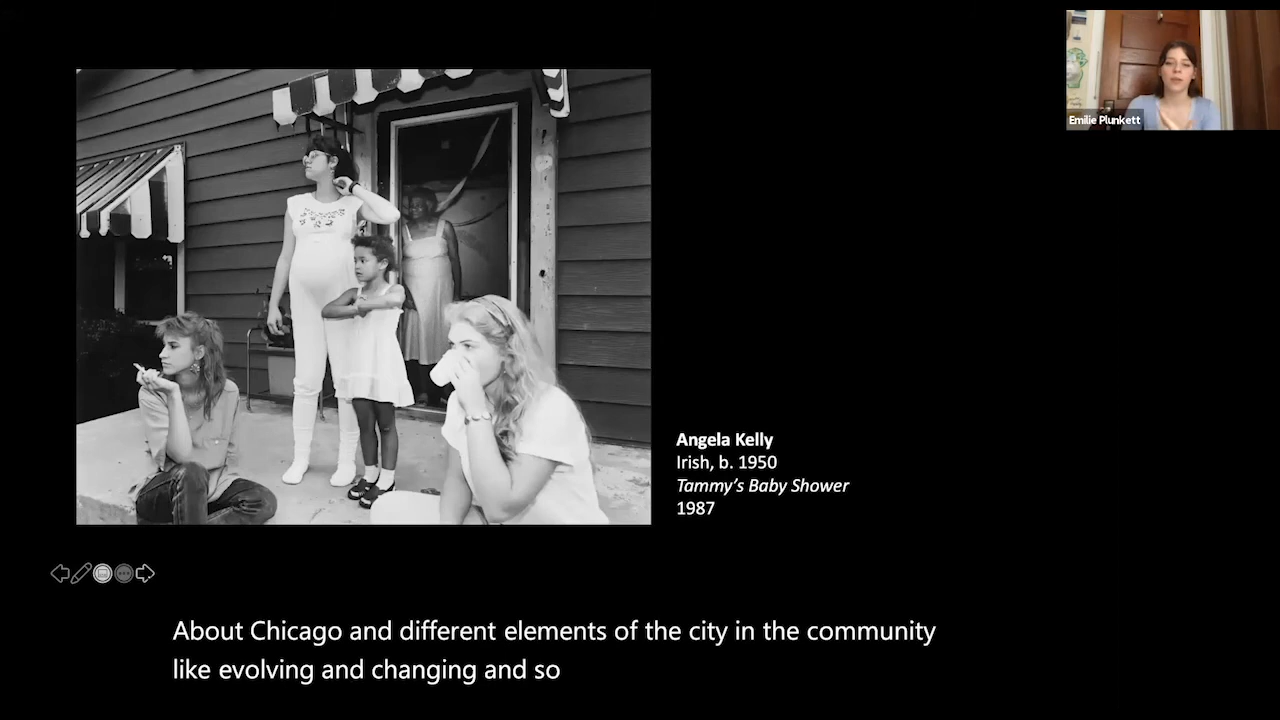 Emilie Plunkett
Angela Kelly
Irish, b. 1950
Tammy's Baby Shower
1987
About Chicago and different elements of the city in the community
like evolving and changing and so